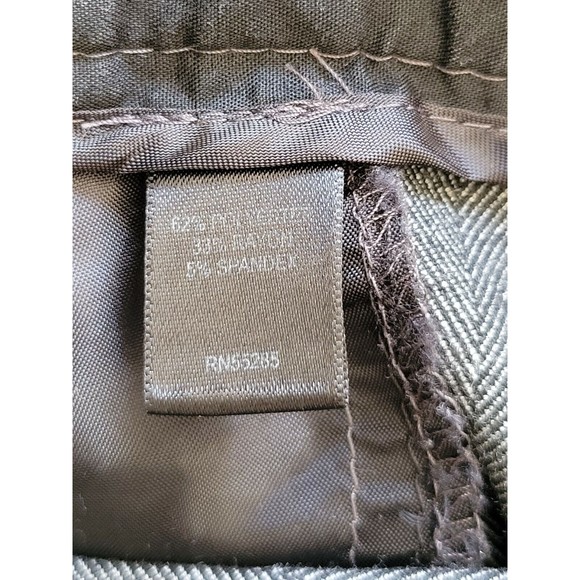 62% POLYESTER
33% RAYON
5% SPANDEX
RN55285